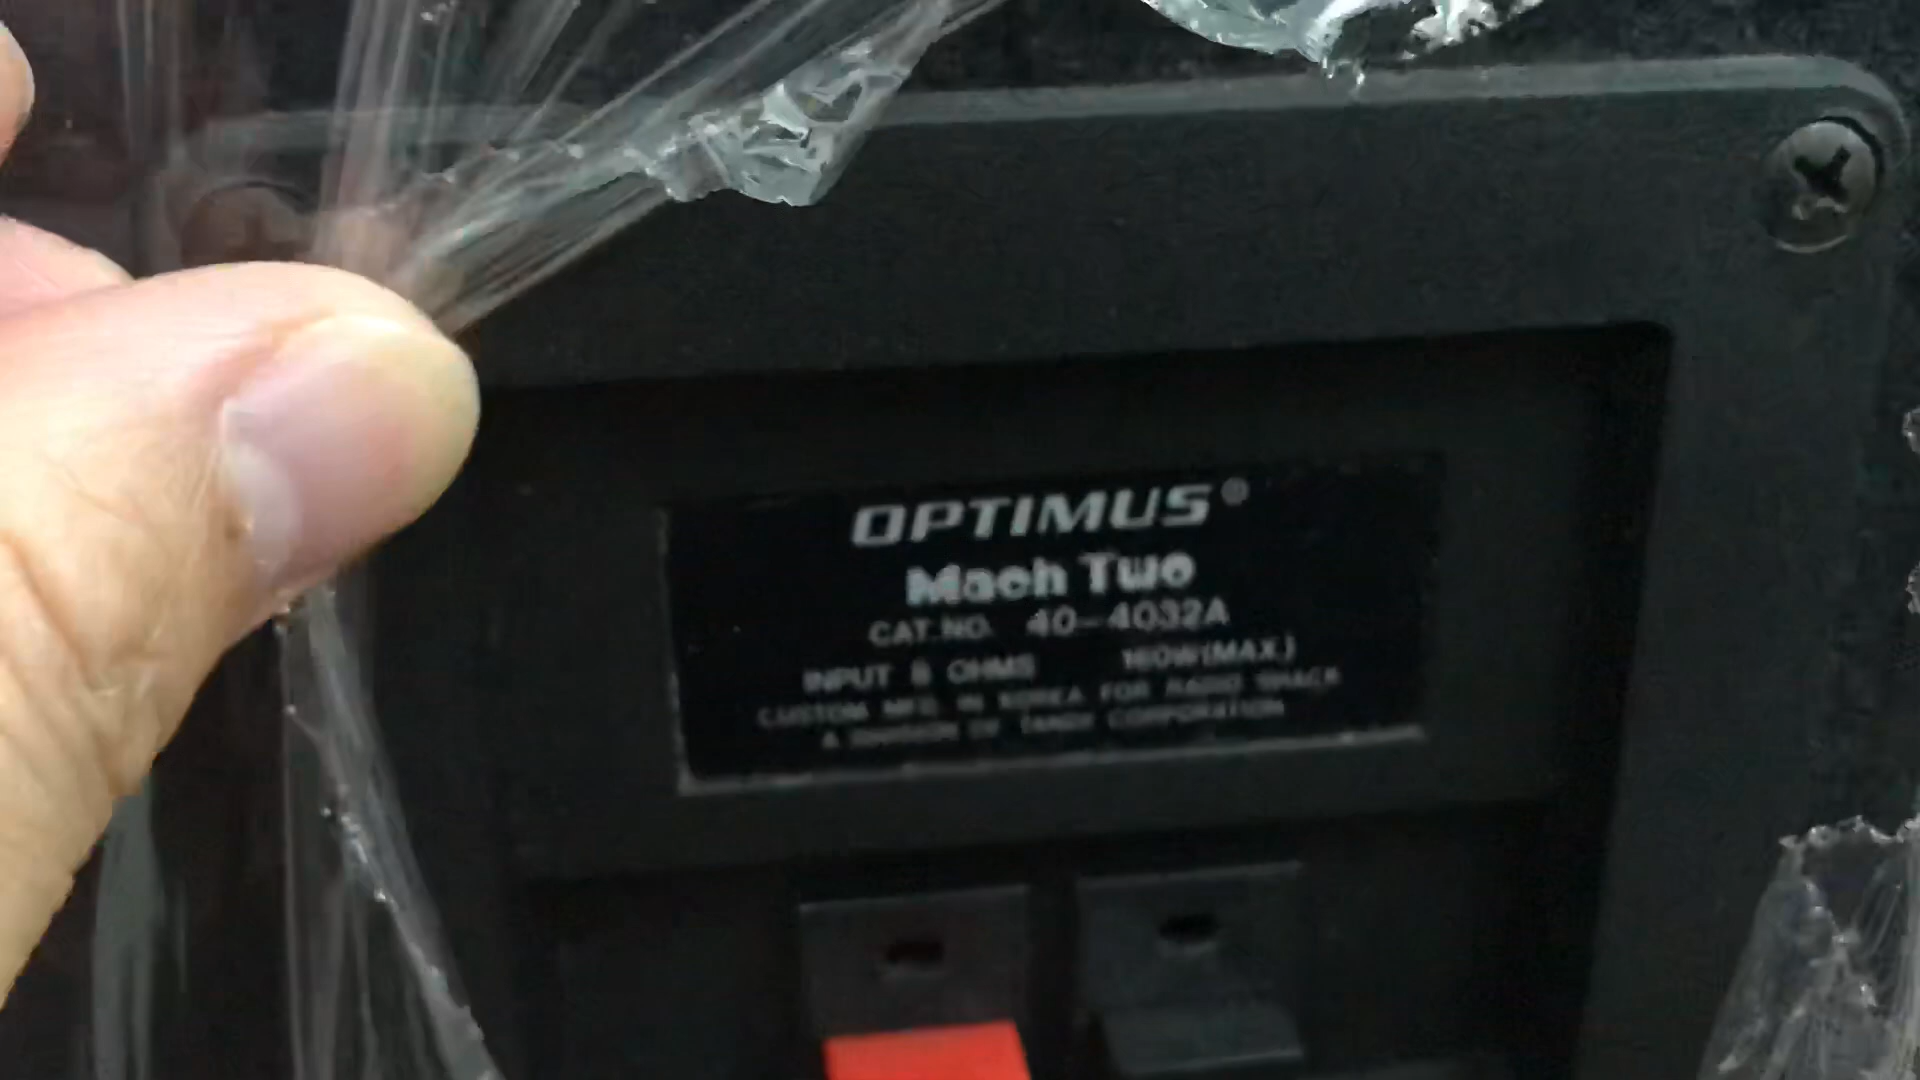 OPTIMUS®
Mach Two
CAT.NO. 40-4032A
INPUT 8 OHMS 160W(MAX.)
CUSTOM MFD. IN KOREA FOR RADIO SHACK
A DIVISION OF TANDY CORPORATION